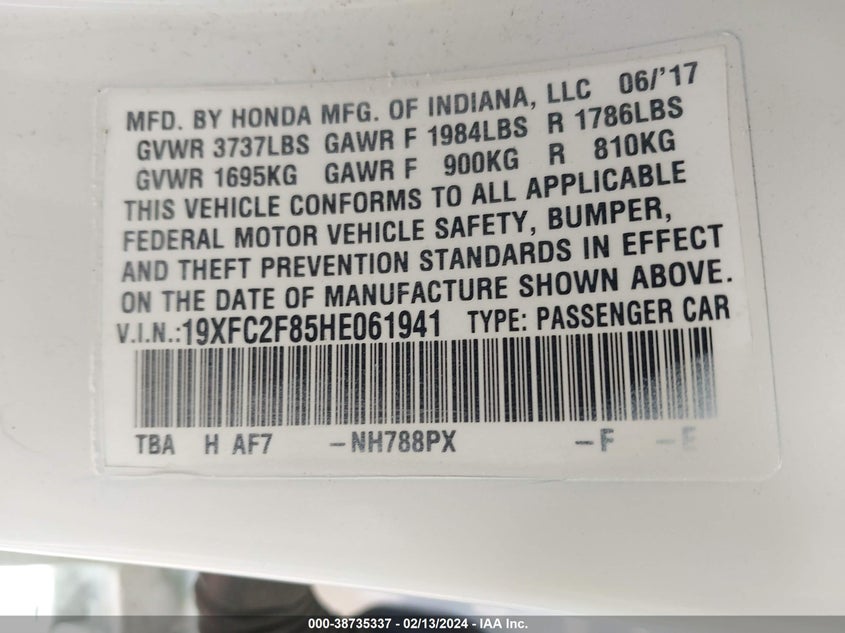 MFD. BY HONDA MFG. OF INDIANA, LLC 06/'17
GVWR 3737LBS GAWR F 1984LBS R 1786LBS
GVWR 1695KG GAWR F 900KG R 810KG
THIS VEHICLE CONFORMS TO ALL APPLICABLE
FEDERAL MOTOR VEHICLE SAFETY, BUMPER,
AND THEFT PREVENTION STANDARDS IN EFFECT
ON THE DATE OF MANUFACTURE SHOWN ABOVE.
V.I.N.:19XFC2F85HE061941 TYPE: PASSENGER CAR
TBA H AF7 -NH788PX -F -E
000-38735337 - 02/13/2024 - IAA Inc.